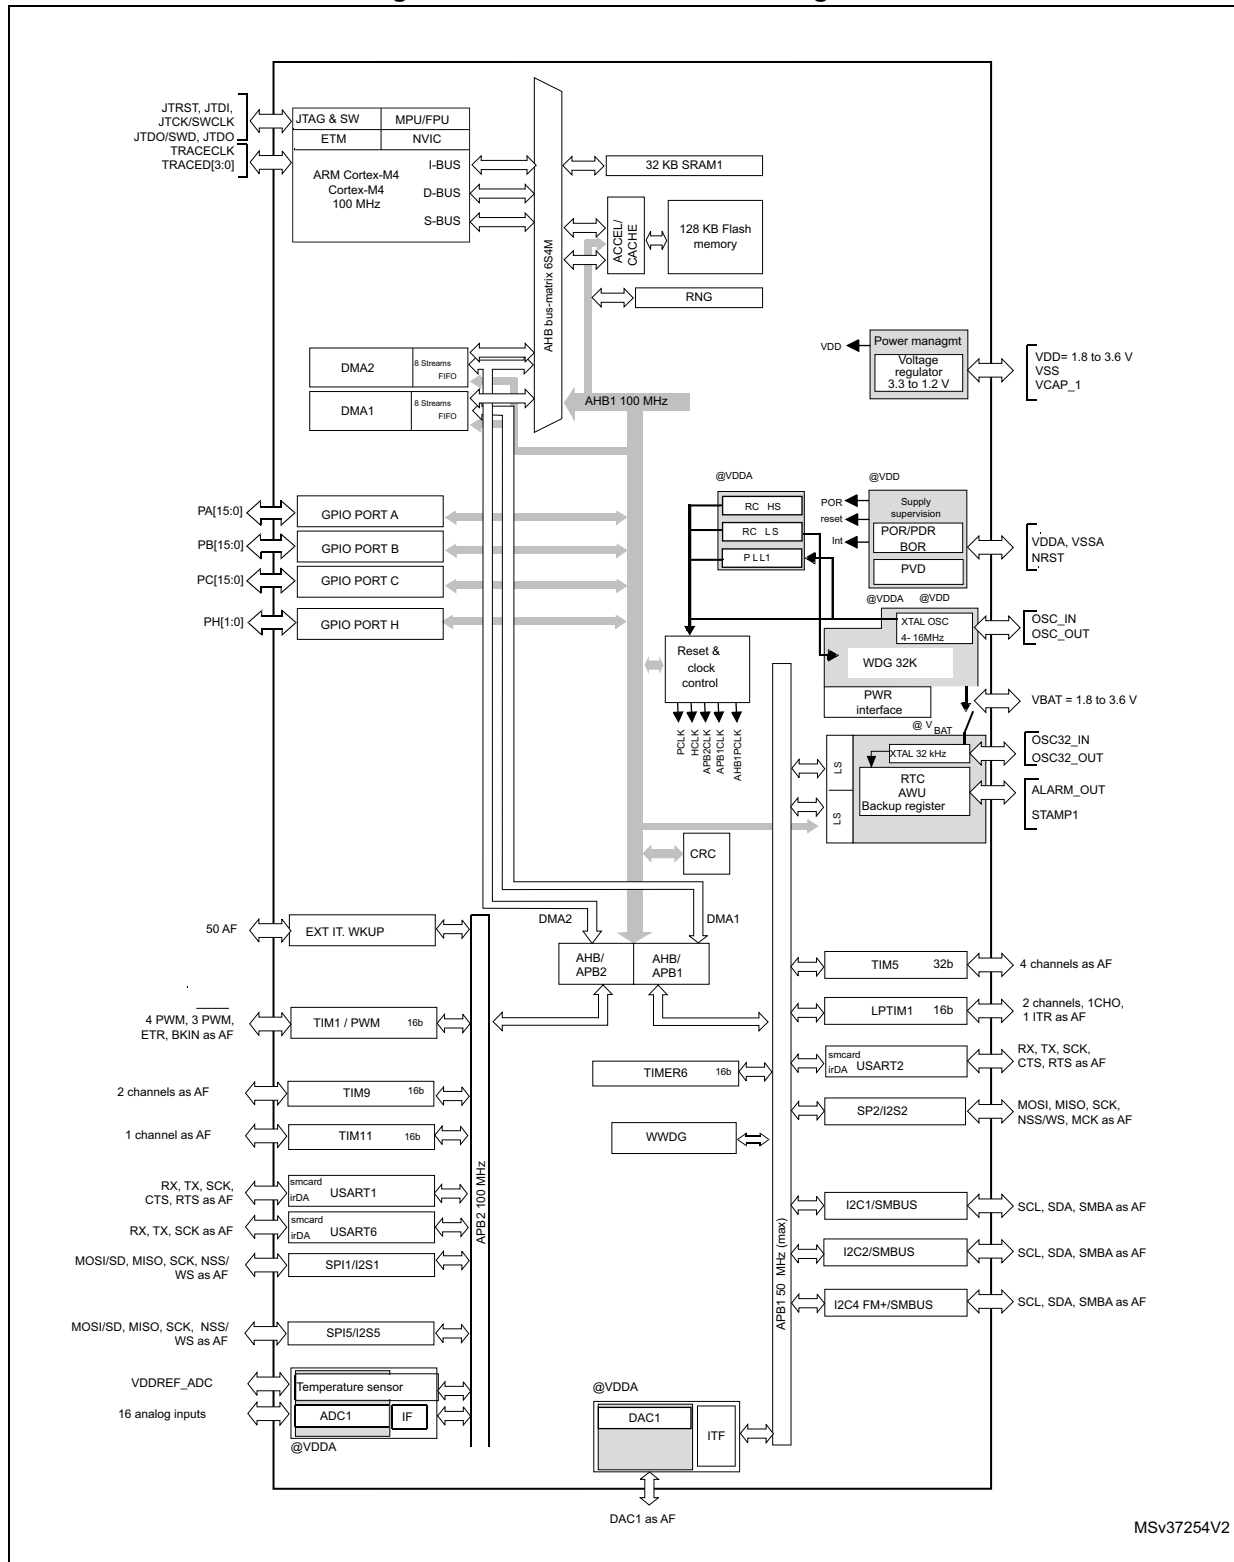 JTRST, JTDI,
JTCK/SWCLK
JTDO/SWD, JTDO
TRACECLK
TRACED[3:0]
JTAG & SW
MPU/FPU
ETM
NVIC
ARM Cortex-M4
Cortex-M4
100 MHz
I-BUS
D-BUS
S-BUS
AHB bus-matrix 6S4M
32 KB SRAM1
ACCEL/
CACHE
128 KB Flash
memory
RNG
DMA2
8 Streams
FIFO
DMA1
8 Streams
FIFO
AHB1 100 MHz
VDD
Power managmt
Voltage
regulator
3.3 to 1.2 V
VDD= 1.8 to 3.6 V
VSS
VCAP_1
@VDDA
RC HS
RC LS
PLL1
@VDD
POR
reset
Int
Supply
supervision
POR/PDR
BOR
PVD
VDDA, VSSA
NRST
PA[15:0]
GPIO PORT A
PB[15:0]
GPIO PORT B
PC[15:0]
GPIO PORT C
PH[1:0]
GPIO PORT H
@VDDA
@VDD
XTAL OSC
4- 16MHz
OSC_IN
OSC_OUT
WDG 32K
Reset &
clock
control
PCLK
HCLK
APB2CLK
APB1CLK
AHB1PCLK
PWR
interface
VBAT = 1.8 to 3.6 V
@ VBAT
LS
LS
XTAL 32 kHz
OSC32_IN
OSC32_OUT
RTC
AWU
Backup register
ALARM_OUT
STAMP1
CRC
DMA2
DMA1
AHB/
APB2
AHB/
APB1
50 AF
EXT IT. WKUP
4 PWM, 3 PWM,
ETR, BKIN as AF
TIM1 / PWM
16b
2 channels as AF
TIM9
16b
1 channel as AF
TIM11
16b
RX, TX, SCK,
CTS, RTS as AF
smcard
irDA
USART1
RX, TX, SCK as AF
smcard
irDA
USART6
MOSI/SD, MISO, SCK, NSS/
WS as AF
SPI1/I2S1
MOSI/SD, MISO, SCK, NSS/
WS as AF
SPI5/I2S5
VDDREF_ADC
Temperature sensor
16 analog inputs
ADC1
IF
@VDDA
APB2 100 MHz
TIMER6
16b
WWDG
APB1 50 MHz (max)
TIM5
32b
4 channels as AF
LPTIM1
16b
2 channels, 1CHO,
1 ITR as AF
smcard
irDA
USART2
RX, TX, SCK,
CTS, RTS as AF
SP2/I2S2
MOSI, MISO, SCK,
NSS/WS, MCK as AF
I2C1/SMBUS
SCL, SDA, SMBA as AF
I2C2/SMBUS
SCL, SDA, SMBA as AF
I2C4 FM+/SMBUS
SCL, SDA, SMBA as AF
@VDDA
DAC1
ITF
DAC1 as AF
MSv37254V2